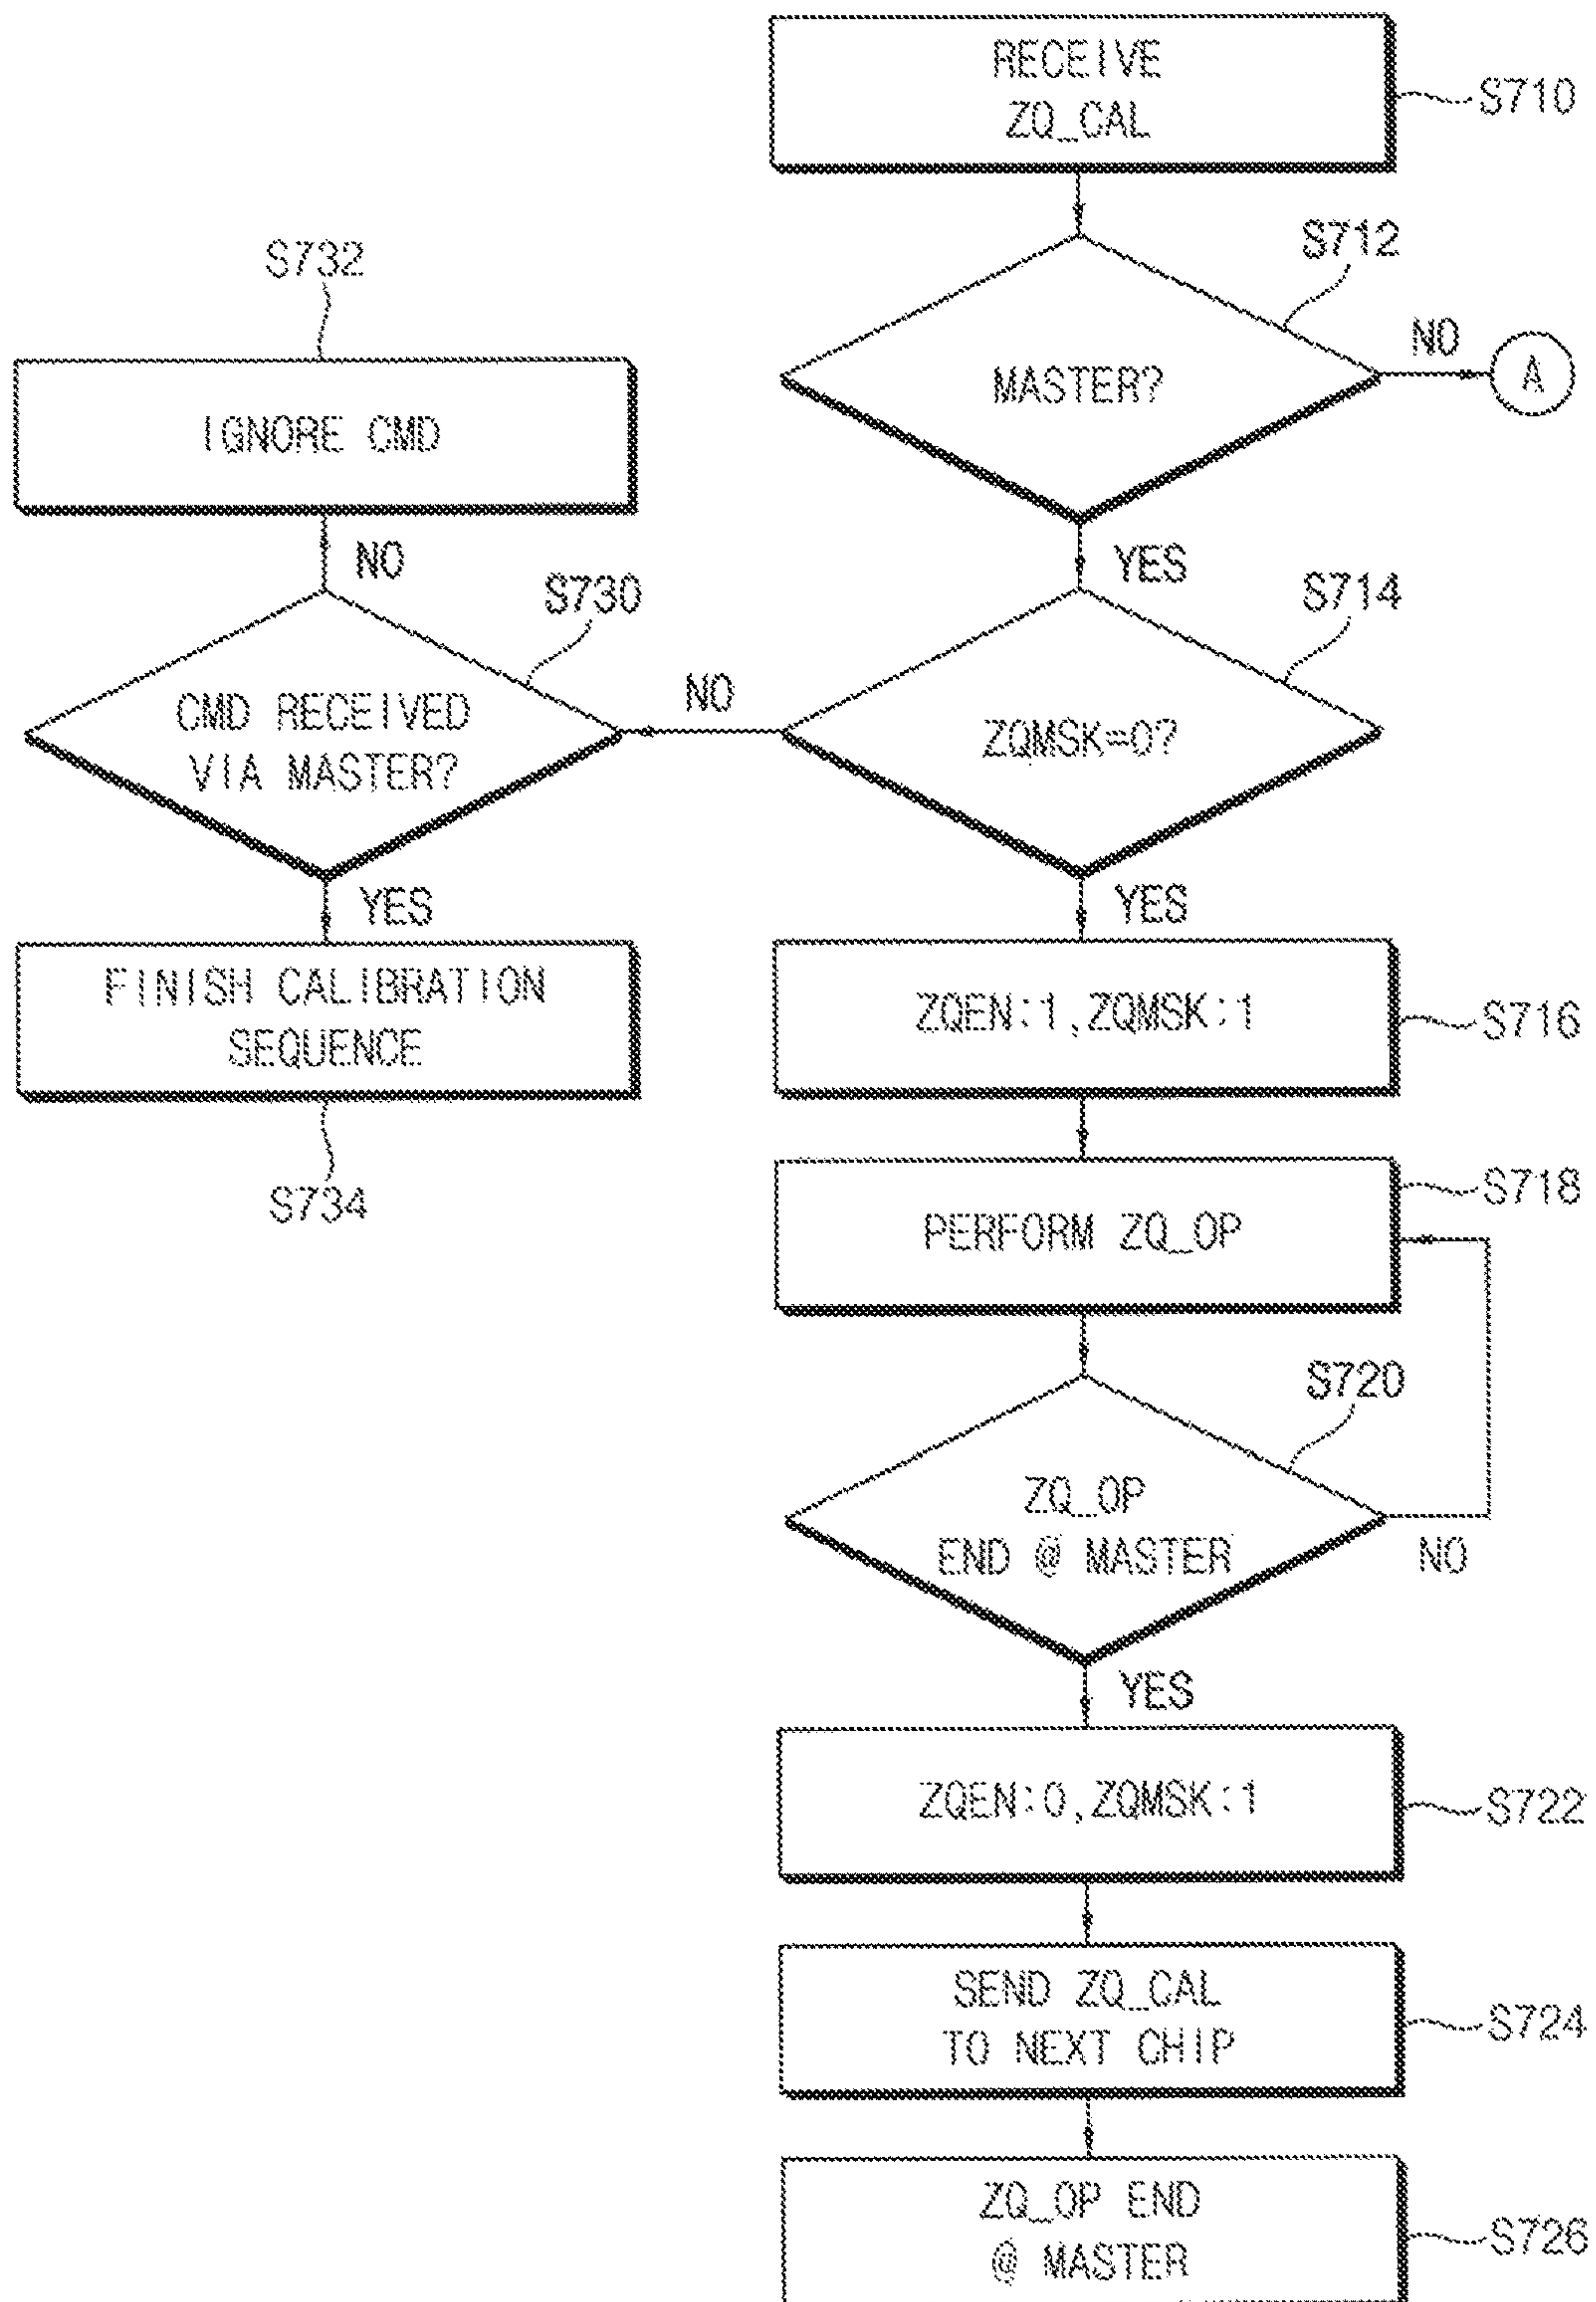 RECEIVE
ZQ_CAL
S710
S712
MASTER?
NO
A
YES
S714
ZQMSK=0?
NO
S730
CMD RECEIVED
VIA MASTER?
NO
S732
IGNORE CMD
YES
FINISH CALIBRATION
SEQUENCE
S734
YES
ZQEN:1,ZQMSK:1
S716
PERFORM ZQ_OP
S718
S720
ZQ_OP
END @ MASTER
NO
YES
ZQEN:0,ZQMSK:1
S722
SEND ZQ_CAL
TO NEXT CHIP
S724
ZQ_OP END
@ MASTER
S726